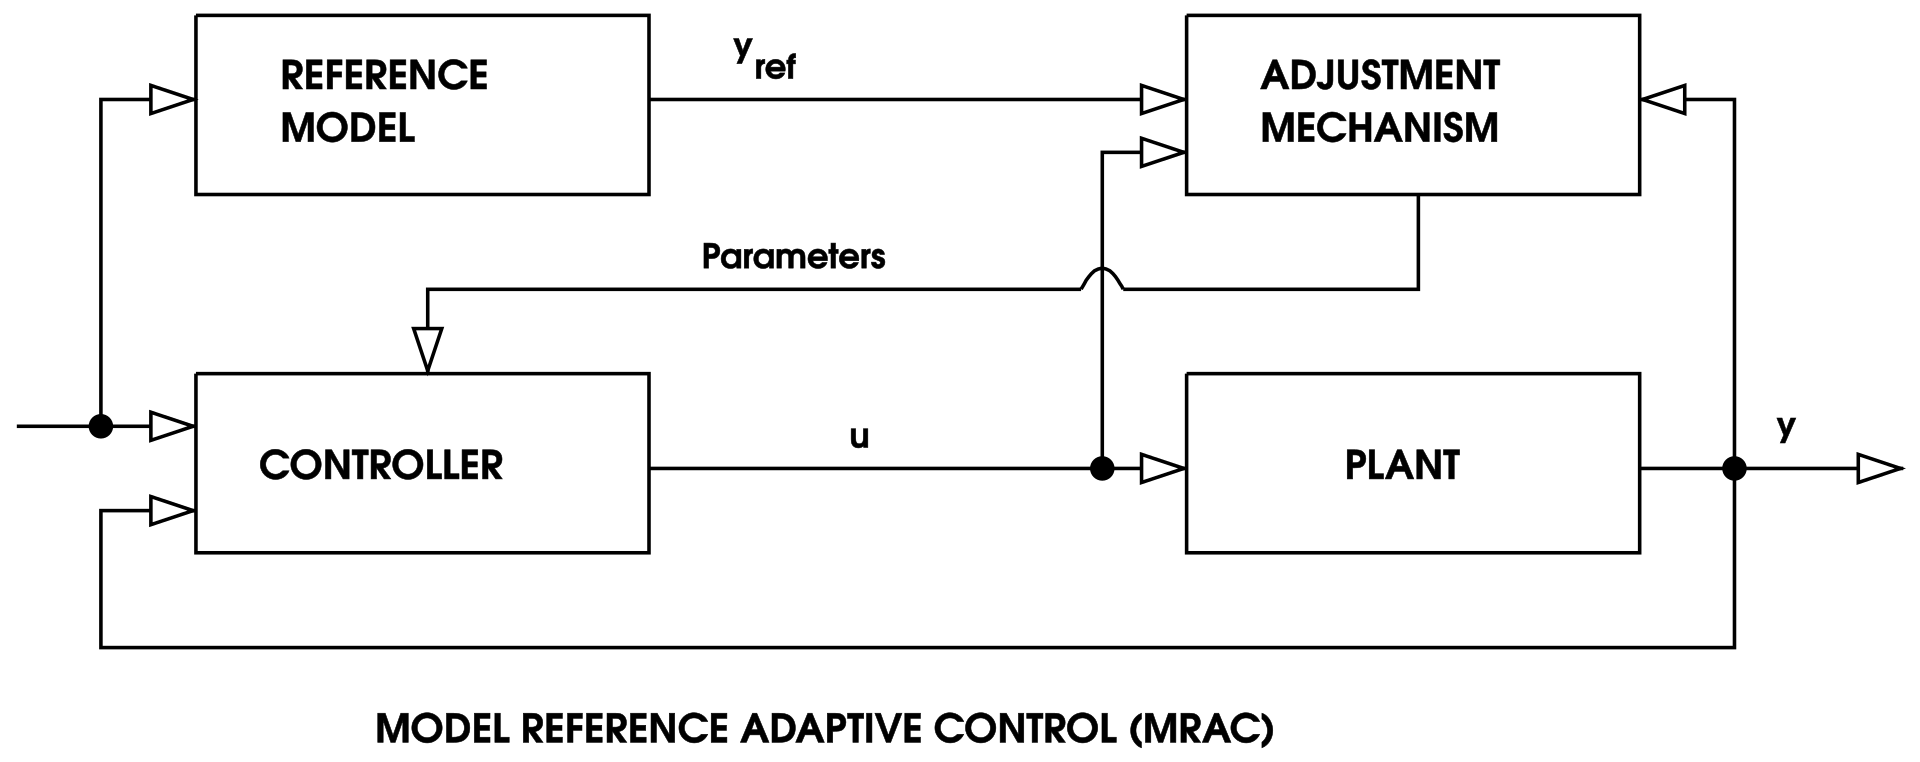 REFERENCE
MODEL
y ref
ADJUSTMENT
MECHANISM
Parameters
CONTROLLER
u
PLANT
y
MODEL REFERENCE ADAPTIVE CONTROL (MRAC)